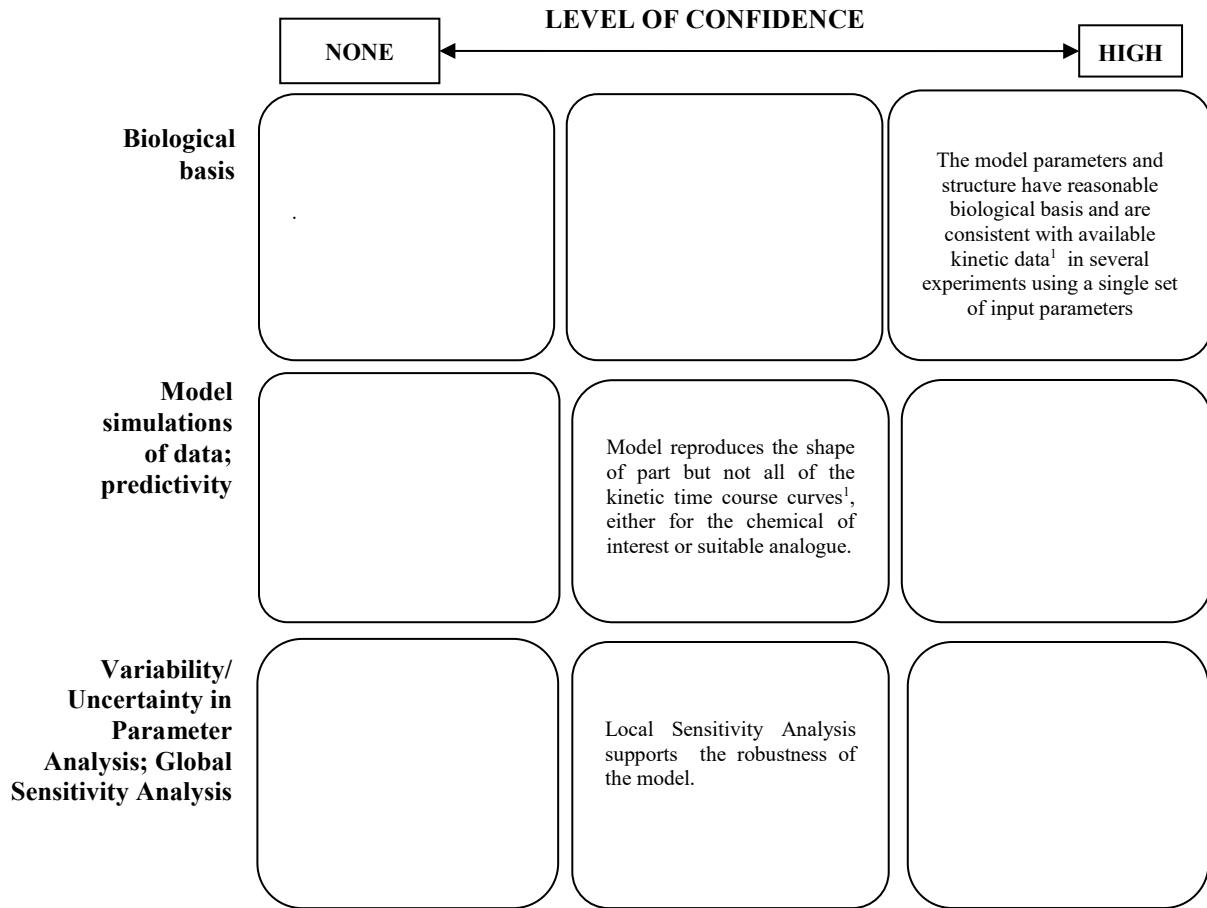 LEVEL OF CONFIDENCE
NONE
HIGH
Biological
basis
.
The model parameters and
structure have reasonable
biological basis and are
consistent with available
kinetic data¹ in several
experiments using a single set
of input parameters
Model
simulations
of data;
predictivity
Model reproduces the shape
of part but not all of the
kinetic time course curves¹,
either for the chemical of
interest or suitable analogue.
Variability/
Uncertainty in
Parameter
Analysis; Global
Sensitivity Analysis
Local Sensitivity Analysis
supports the robustness of
the model.